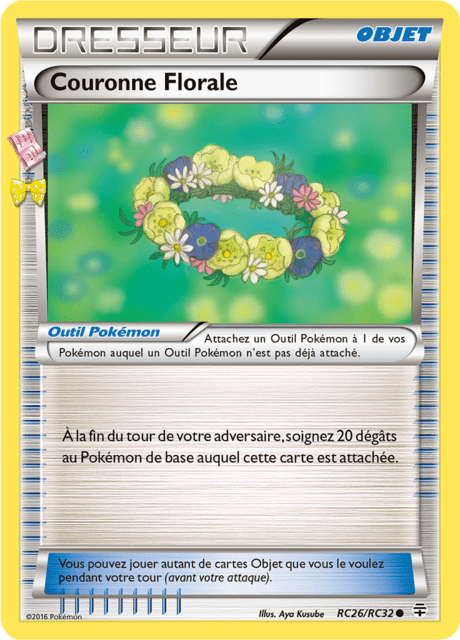 DRESSEUR
OBJET
Couronne Florale
Outil Pokémon
Attachez un Outil Pokémon à 1 de vos
Pokémon auquel un Outil Pokémon n'est pas déjà attaché.
À la fin du tour de votre adversaire, soignez 20 dégâts
au Pokémon de base auquel cette carte est attachée.
Vous pouvez jouer autant de cartes Objet que vous le voulez
pendant votre tour (avant votre attaque).
©2016 Pokémon
Illus. Aya Kusube
RC26/RC32